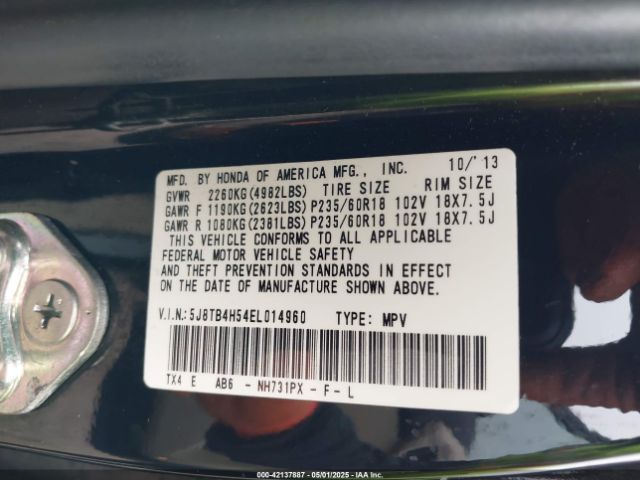 MFD. BY HONDA OF AMERICA MFG., INC. 10/'13
GVWR 2260KG(4982LBS) TIRE SIZE RIM SIZE
GAWR F 1190KG(2623LBS)P235/60R18 102V 18X7.5J
GAWR R 1080KG(2381LBS)P235/60R18 102V 18X7.5J
THIS VEHICLE CONFORMS TO ALL APPLICABLE
FEDERAL MOTOR VEHICLE SAFETY
AND THEFT PREVENTION STANDARDS IN EFFECT
ON THE DATE OF MANUFACTURE SHOWN ABOVE.
V.I.N.:5J8TB4H54EL014960 TYPE: MPV
TX4 E AB6 - NH731PX - F - L
000-42137887 - 05/01/2025 - IAA Inc.